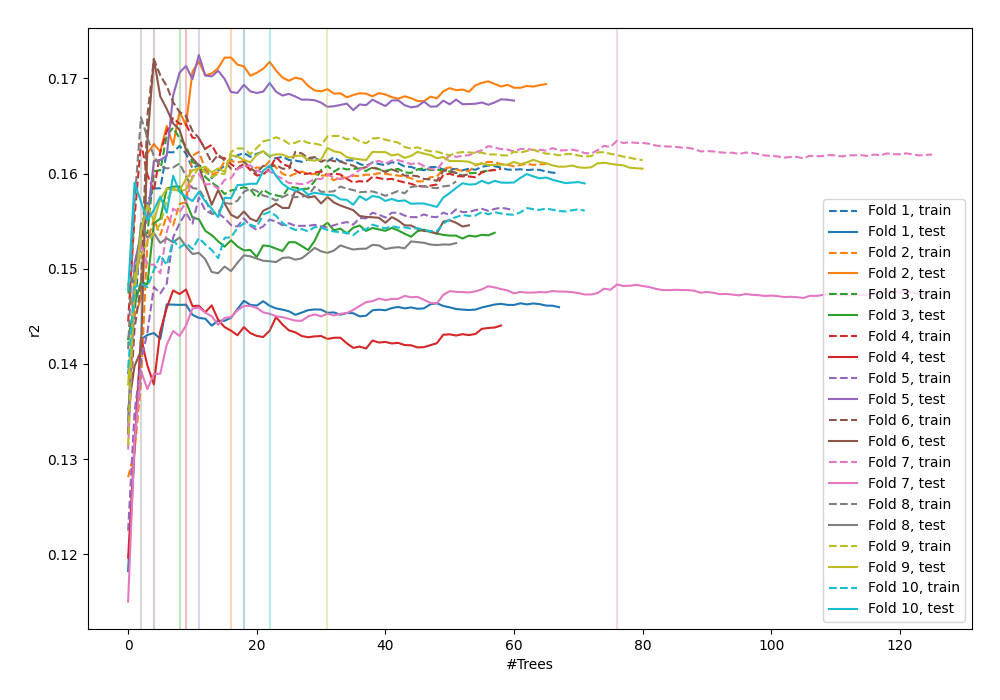 r2
0.17
0.16
0.15
0.14
0.13
0.12
0 20 40 60 80 100 120
#Trees
Fold 1, train
Fold 1, test
Fold 2, train
Fold 2, test
Fold 3, train
Fold 3, test
Fold 4, train
Fold 4, test
Fold 5, train
Fold 5, test
Fold 6, train
Fold 6, test
Fold 7, train
Fold 7, test
Fold 8, train
Fold 8, test
Fold 9, train
Fold 9, test
Fold 10, train
Fold 10, test